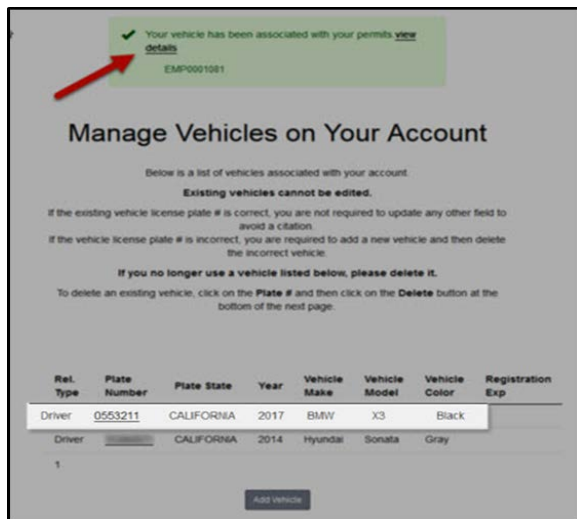 Your vehicle has been associated with your permits view
details
EMP0001081
Manage Vehicles on Your Account
Below is a list of vehicles associated with your account.
Existing vehicles cannot be edited.
If the existing vehicle license plate # is correct, you are not required to update any other field to
avoid a citation.
If the vehicle license plate # is incorrect, you are required to add a new vehicle and then delete
the incorrect vehicle.
If you no longer use a vehicle listed below, please delete it.
To delete an existing vehicle, click on the Plate # and then click on the Delete button at the
bottom of the next page.
Rel. Type Plate Number Plate State Year Vehicle Make Vehicle Model Vehicle Color Registration Exp
Driver 0553211 CALIFORNIA 2017 BMW X3 Black
Driver CALIFORNIA 2014 Hyundai Sonata Gray
1
Add Vehicle